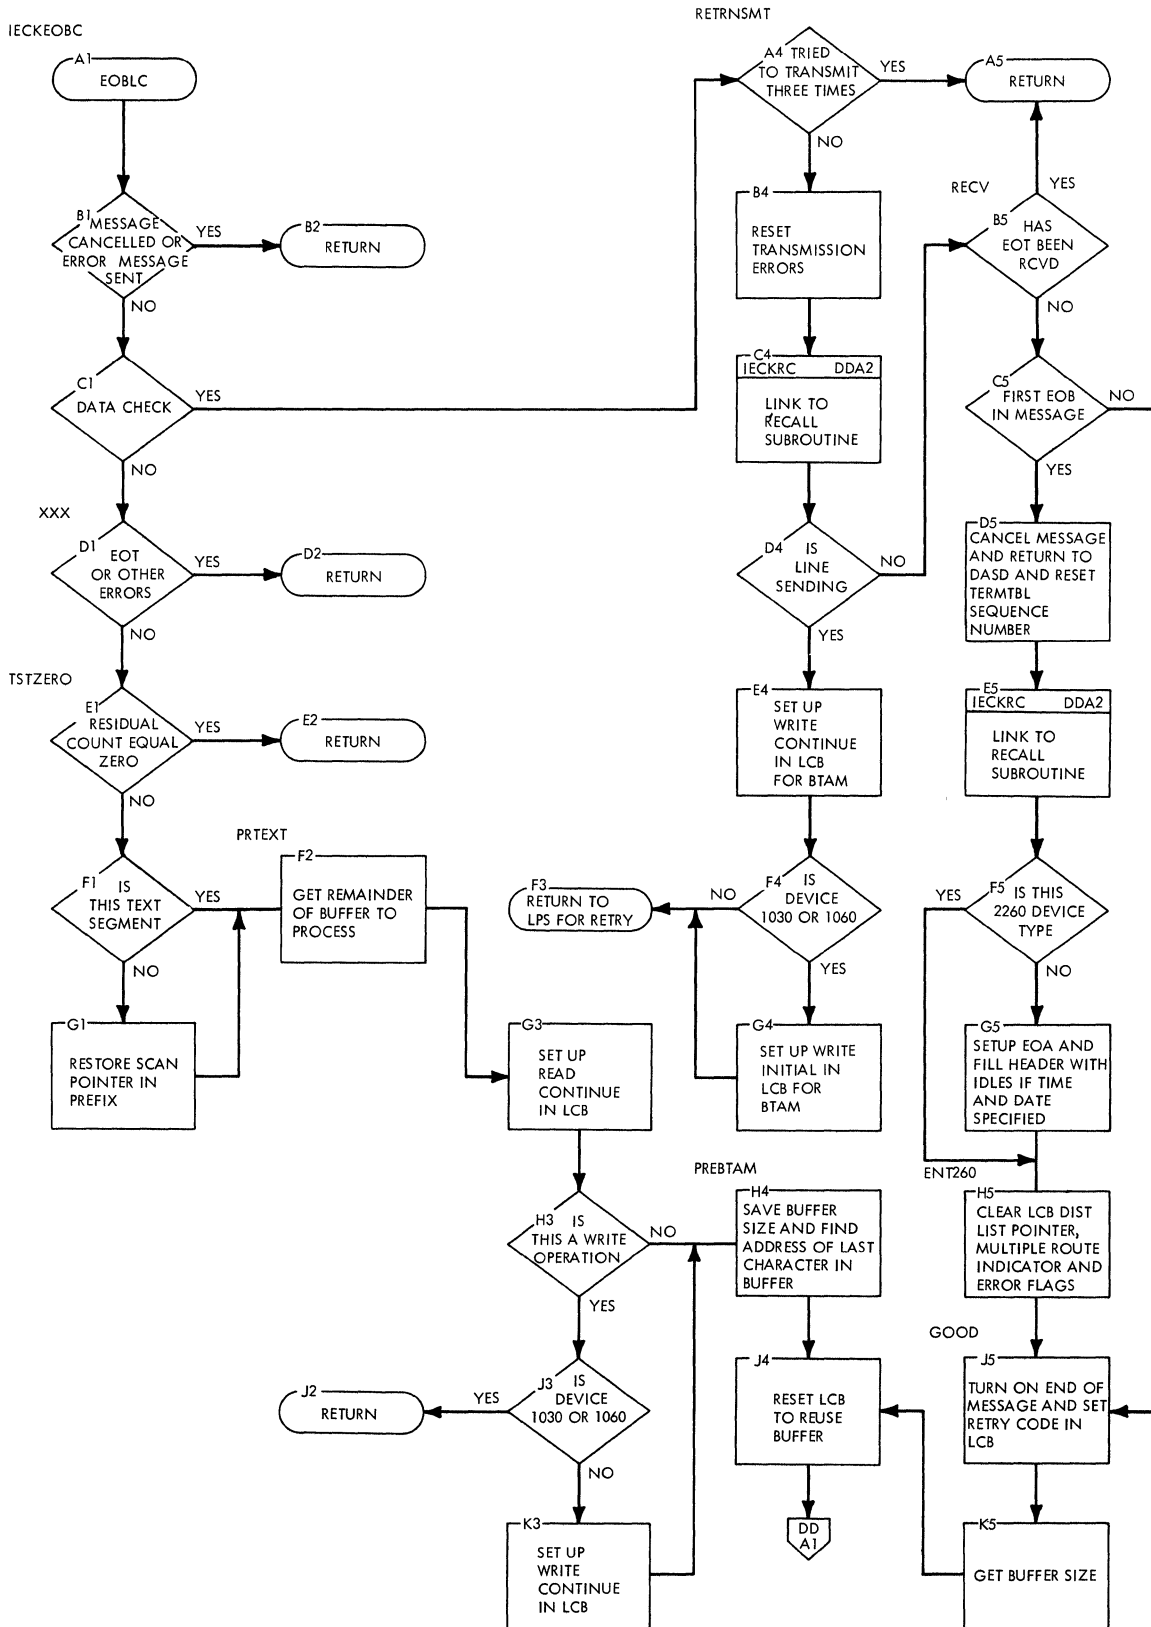 IECKEOBC
A1
EOBLC
B1
MESSAGE
CANCELLED OR
ERROR MESSAGE
SENT
YES
B2
RETURN
NO
C1
DATA CHECK
YES
NO
XXX
D1
EOT
OR OTHER
ERRORS
YES
D2
RETURN
NO
TSTZERO
E1
RESIDUAL
COUNT EQUAL
ZERO
YES
E2
RETURN
NO
F1
IS
THIS TEXT
SEGMENT
YES
NO
G1
RESTORE SCAN
POINTER IN
PREFIX
PRTEXT
F2
GET REMAINDER
OF BUFFER TO
PROCESS
G3
SET UP
READ
CONTINUE
IN LCB
H3
IS
THIS A WRITE
OPERATION
NO
YES
J3
IS
DEVICE
1030 OR 1060
YES
J2
RETURN
NO
K3
SET UP
WRITE
CONTINUE
IN LCB
RETRNSMT
A4 TRIED
TO TRANSMIT
THREE TIMES
YES
A5
RETURN
NO
B4
RESET
TRANSMISSION
ERRORS
C4
IECKRC DDA2
LINK TO
RECALL
SUBROUTINE
D4
IS
LINE
SENDING
NO
YES
E4
SET UP
WRITE
CONTINUE
IN LCB
FOR BTAM
F4
IS
DEVICE
1030 OR 1060
NO
F3
RETURN TO
LPS FOR RETRY
YES
G4
SET UP WRITE
INITIAL IN
LCB FOR
BTAM
PREBTAM
H4
SAVE BUFFER
SIZE AND FIND
ADDRESS OF LAST
CHARACTER IN
BUFFER
J4
RESET LCB
TO REUSE
BUFFER
DD
A1
RECV
YES
B5
HAS
EOT BEEN
RCVD
NO
C5
FIRST EOB
IN MESSAGE
NO
YES
D5
CANCEL MESSAGE
AND RETURN TO
DASD AND RESET
TERMTBL
SEQUENCE
NUMBER
E5
IECKRC DDA2
LINK TO
RECALL
SUBROUTINE
YES
F5
IS THIS
2260 DEVICE
TYPE
NO
G5
SETUP EOA AND
FILL HEADER WITH
IDLES IF TIME
AND DATE
SPECIFIED
ENT260
H5
CLEAR LCB DIST
LIST POINTER,
MULTIPLE ROUTE
INDICATOR AND
ERROR FLAGS
GOOD
J5
TURN ON END OF
MESSAGE AND SET
RETRY CODE IN
LCB
K5
GET BUFFER SIZE